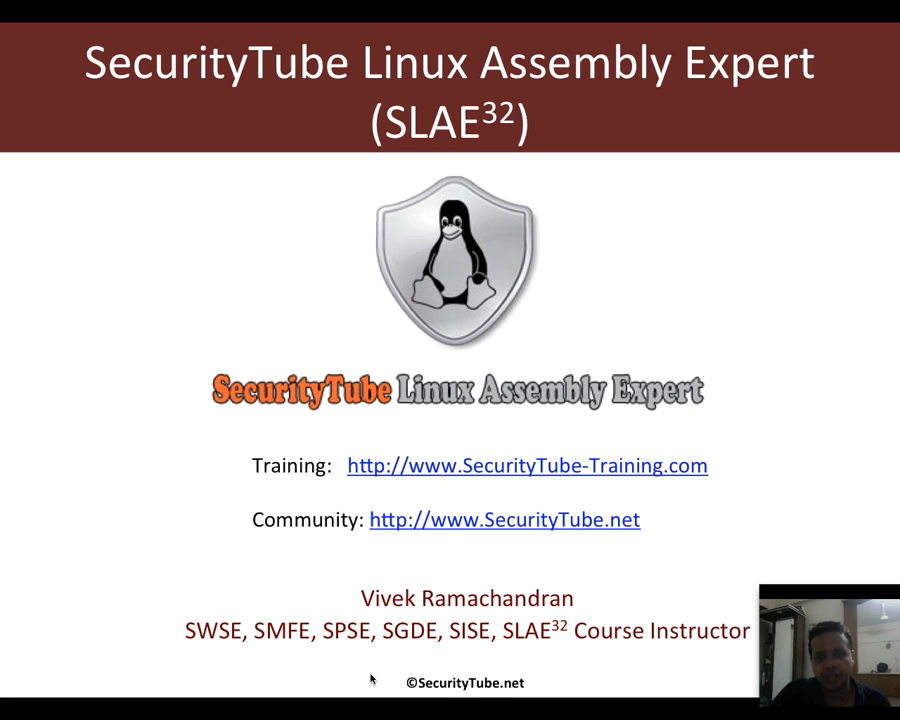 SecurityTube Linux Assembly Expert
(SLAE³²)
SecurityTube Linux Assembly Expert
Training: http://www.SecurityTube-Training.com
Community: http://www.SecurityTube.net
Vivek Ramachandran
SWSE, SMFE, SPSE, SGDE, SISE, SLAE³² Course Instructor
©SecurityTube.net